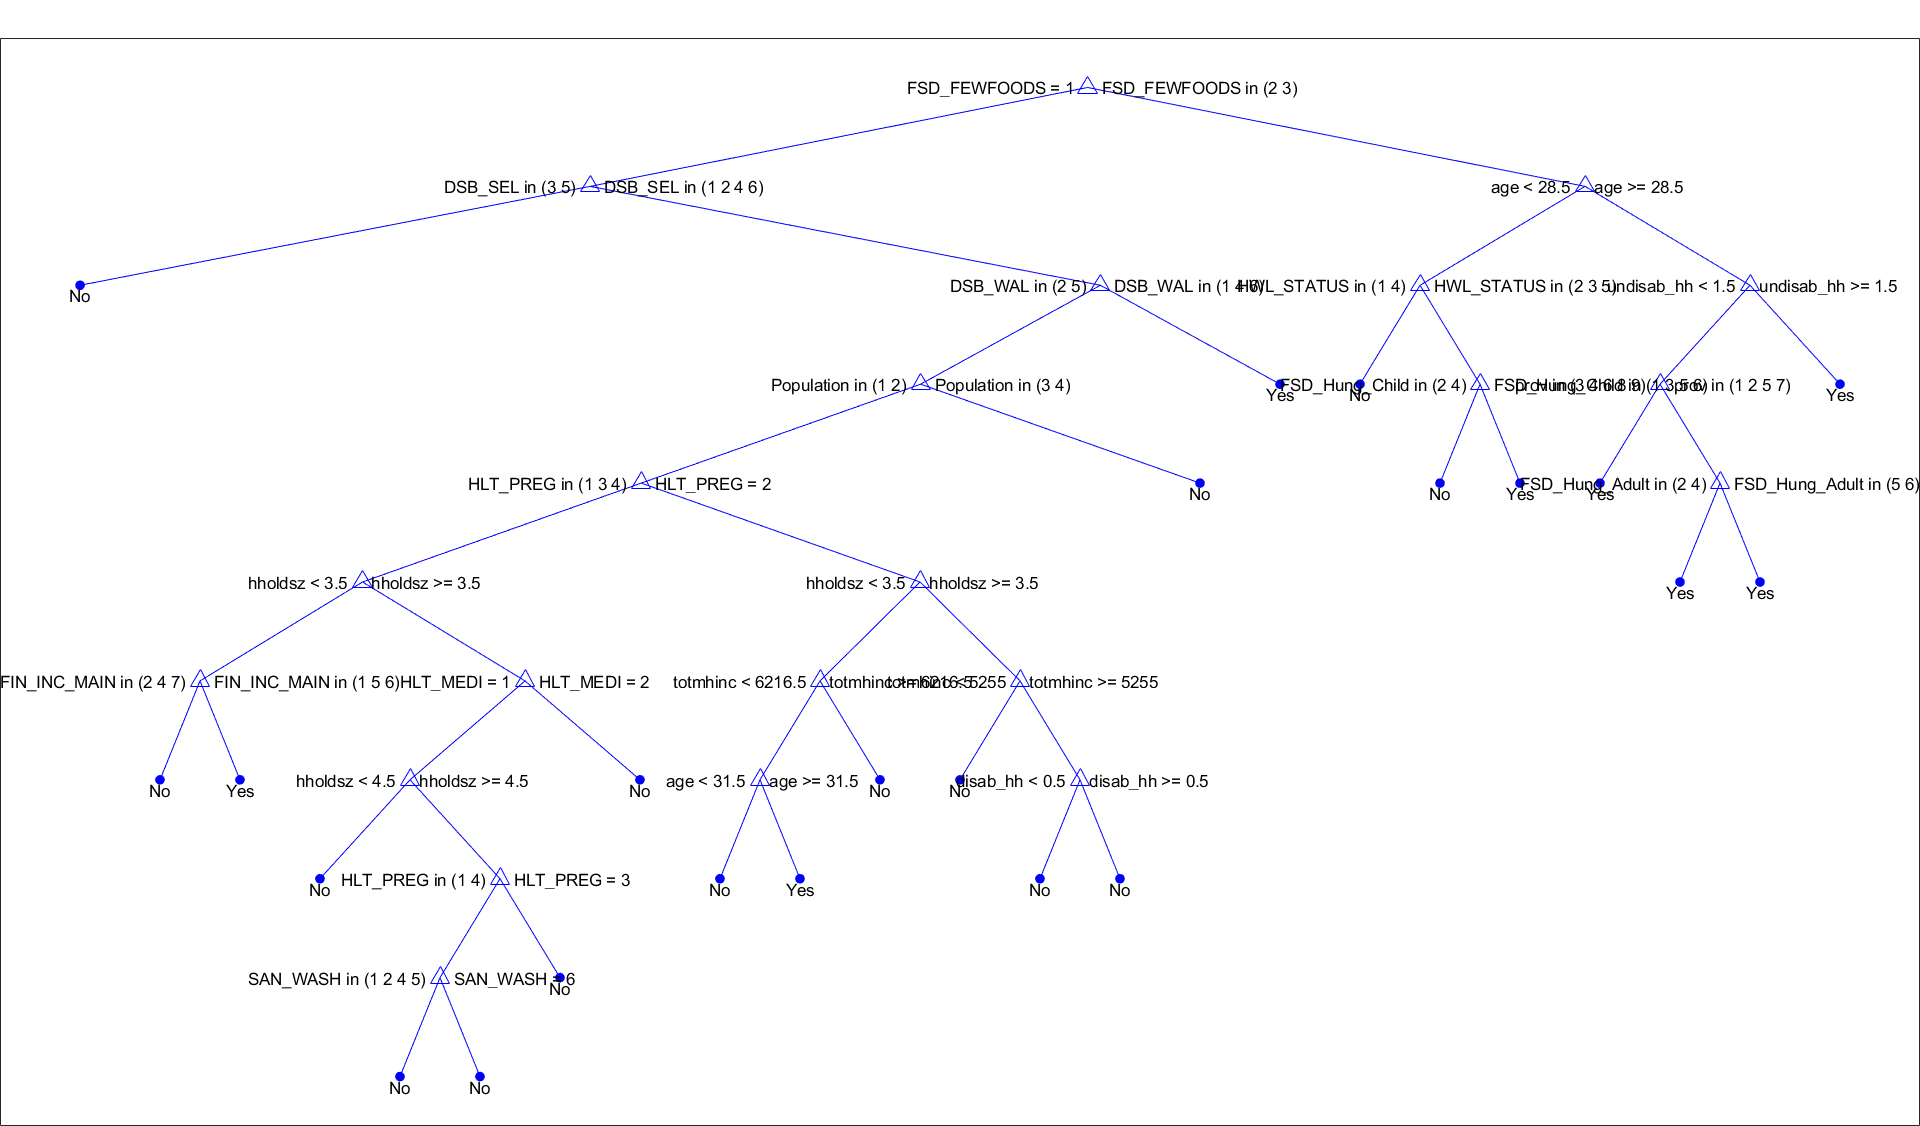 FSD_FEWFOODS = 1 FSD_FEWFOODS in (2 3)
DSB_SEL in (3 5) DSB_SEL in (1 2 4 6) age < 28.5 age >= 28.5
No DSB_WAL in (2 5) DSB_WAL in (1 4 6) HWL_STATUS in (1 4) HWL_STATUS in (2 3 5) undisab_hh < 1.5 undisab_hh >= 1.5
Population in (1 2) Population in (3 4) Yes No FSD_Hung_Child in (2 4) FSD_Hung_Child in (1 3 5 6) prov in (3 4 6 8 9) prov in (1 2 5 7) Yes
HLT_PREG in (1 3 4) HLT_PREG = 2 No No Yes Yes FSD_Hung_Adult in (2 4) FSD_Hung_Adult in (5 6)
hholdsz < 3.5 hholdsz >= 3.5 hholdsz < 3.5 hholdsz >= 3.5 Yes Yes
FIN_INC_MAIN in (2 4 7) FIN_INC_MAIN in (1 5 6) HLT_MEDI = 1 HLT_MEDI = 2 totmhinc < 6216.5 totmhinc >= 6216.5 totmhinc < 5255 totmhinc >= 5255
No Yes hholdsz < 4.5 hholdsz >= 4.5 No age < 31.5 age >= 31.5 No No disab_hh < 0.5 disab_hh >= 0.5
No HLT_PREG in (1 4) HLT_PREG = 3 No Yes No No
SAN_WASH in (1 2 4 5) SAN_WASH = 6 No
No No